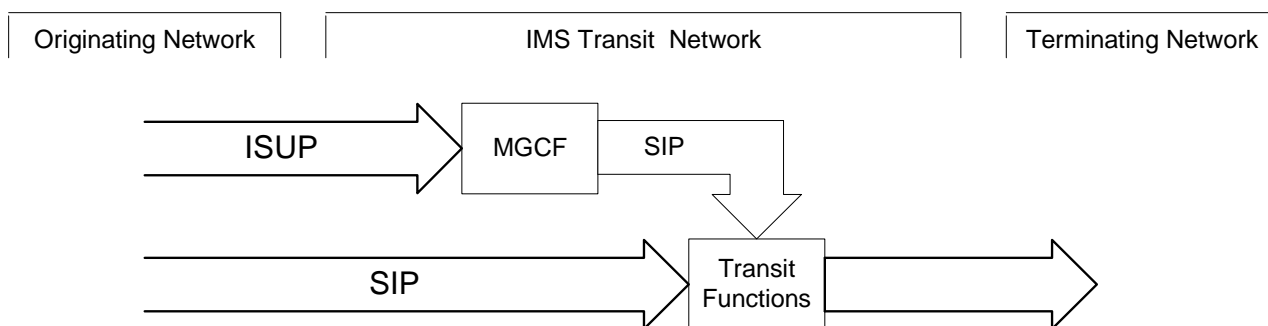 Originating Network
IMS Transit Network
Terminating Network
ISUP
MGCF
SIP
SIP
Transit
Functions